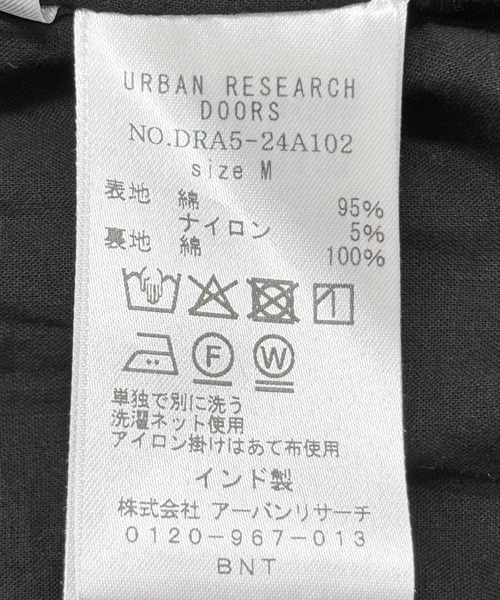 URBAN RESEARCH
DOORS
NO.DRA5-24A102
size M
表地 綿 95%
ナイロン 5%
裏地 綿 100%
F W
単独で別に洗う
洗濯ネット使用
アイロン掛けはあて布使用
インド製
株式会社 アーバンリサーチ
0120-967-013
BNT